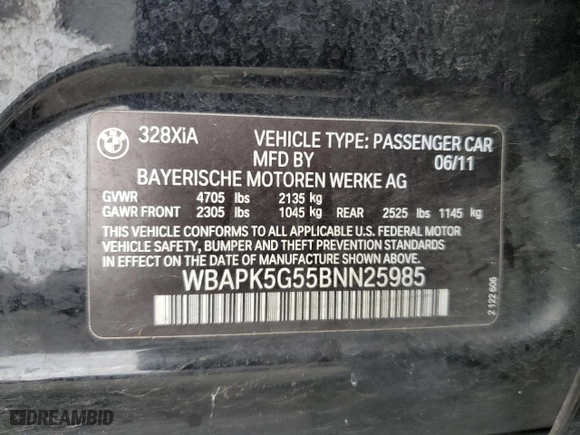 BMW
328XiA VEHICLE TYPE: PASSENGER CAR
MFD BY 06/11
BAYERISCHE MOTOREN WERKE AG
GVWR 4705 lbs 2135 kg
GAWR FRONT 2305 lbs 1045 kg REAR 2525 lbs 1145 kg
THIS VEHICLE CONFORMS TO ALL APPLICABLE U.S. FEDERAL MOTOR
VEHICLE SAFETY, BUMPER AND THEFT PREVENTION STANDARDS IN
EFFECT ON THE DATE OF MANUFACTURE SHOWN ABOVE.
WBAPK5G55BNN25985
2 122 606
DREAMBID